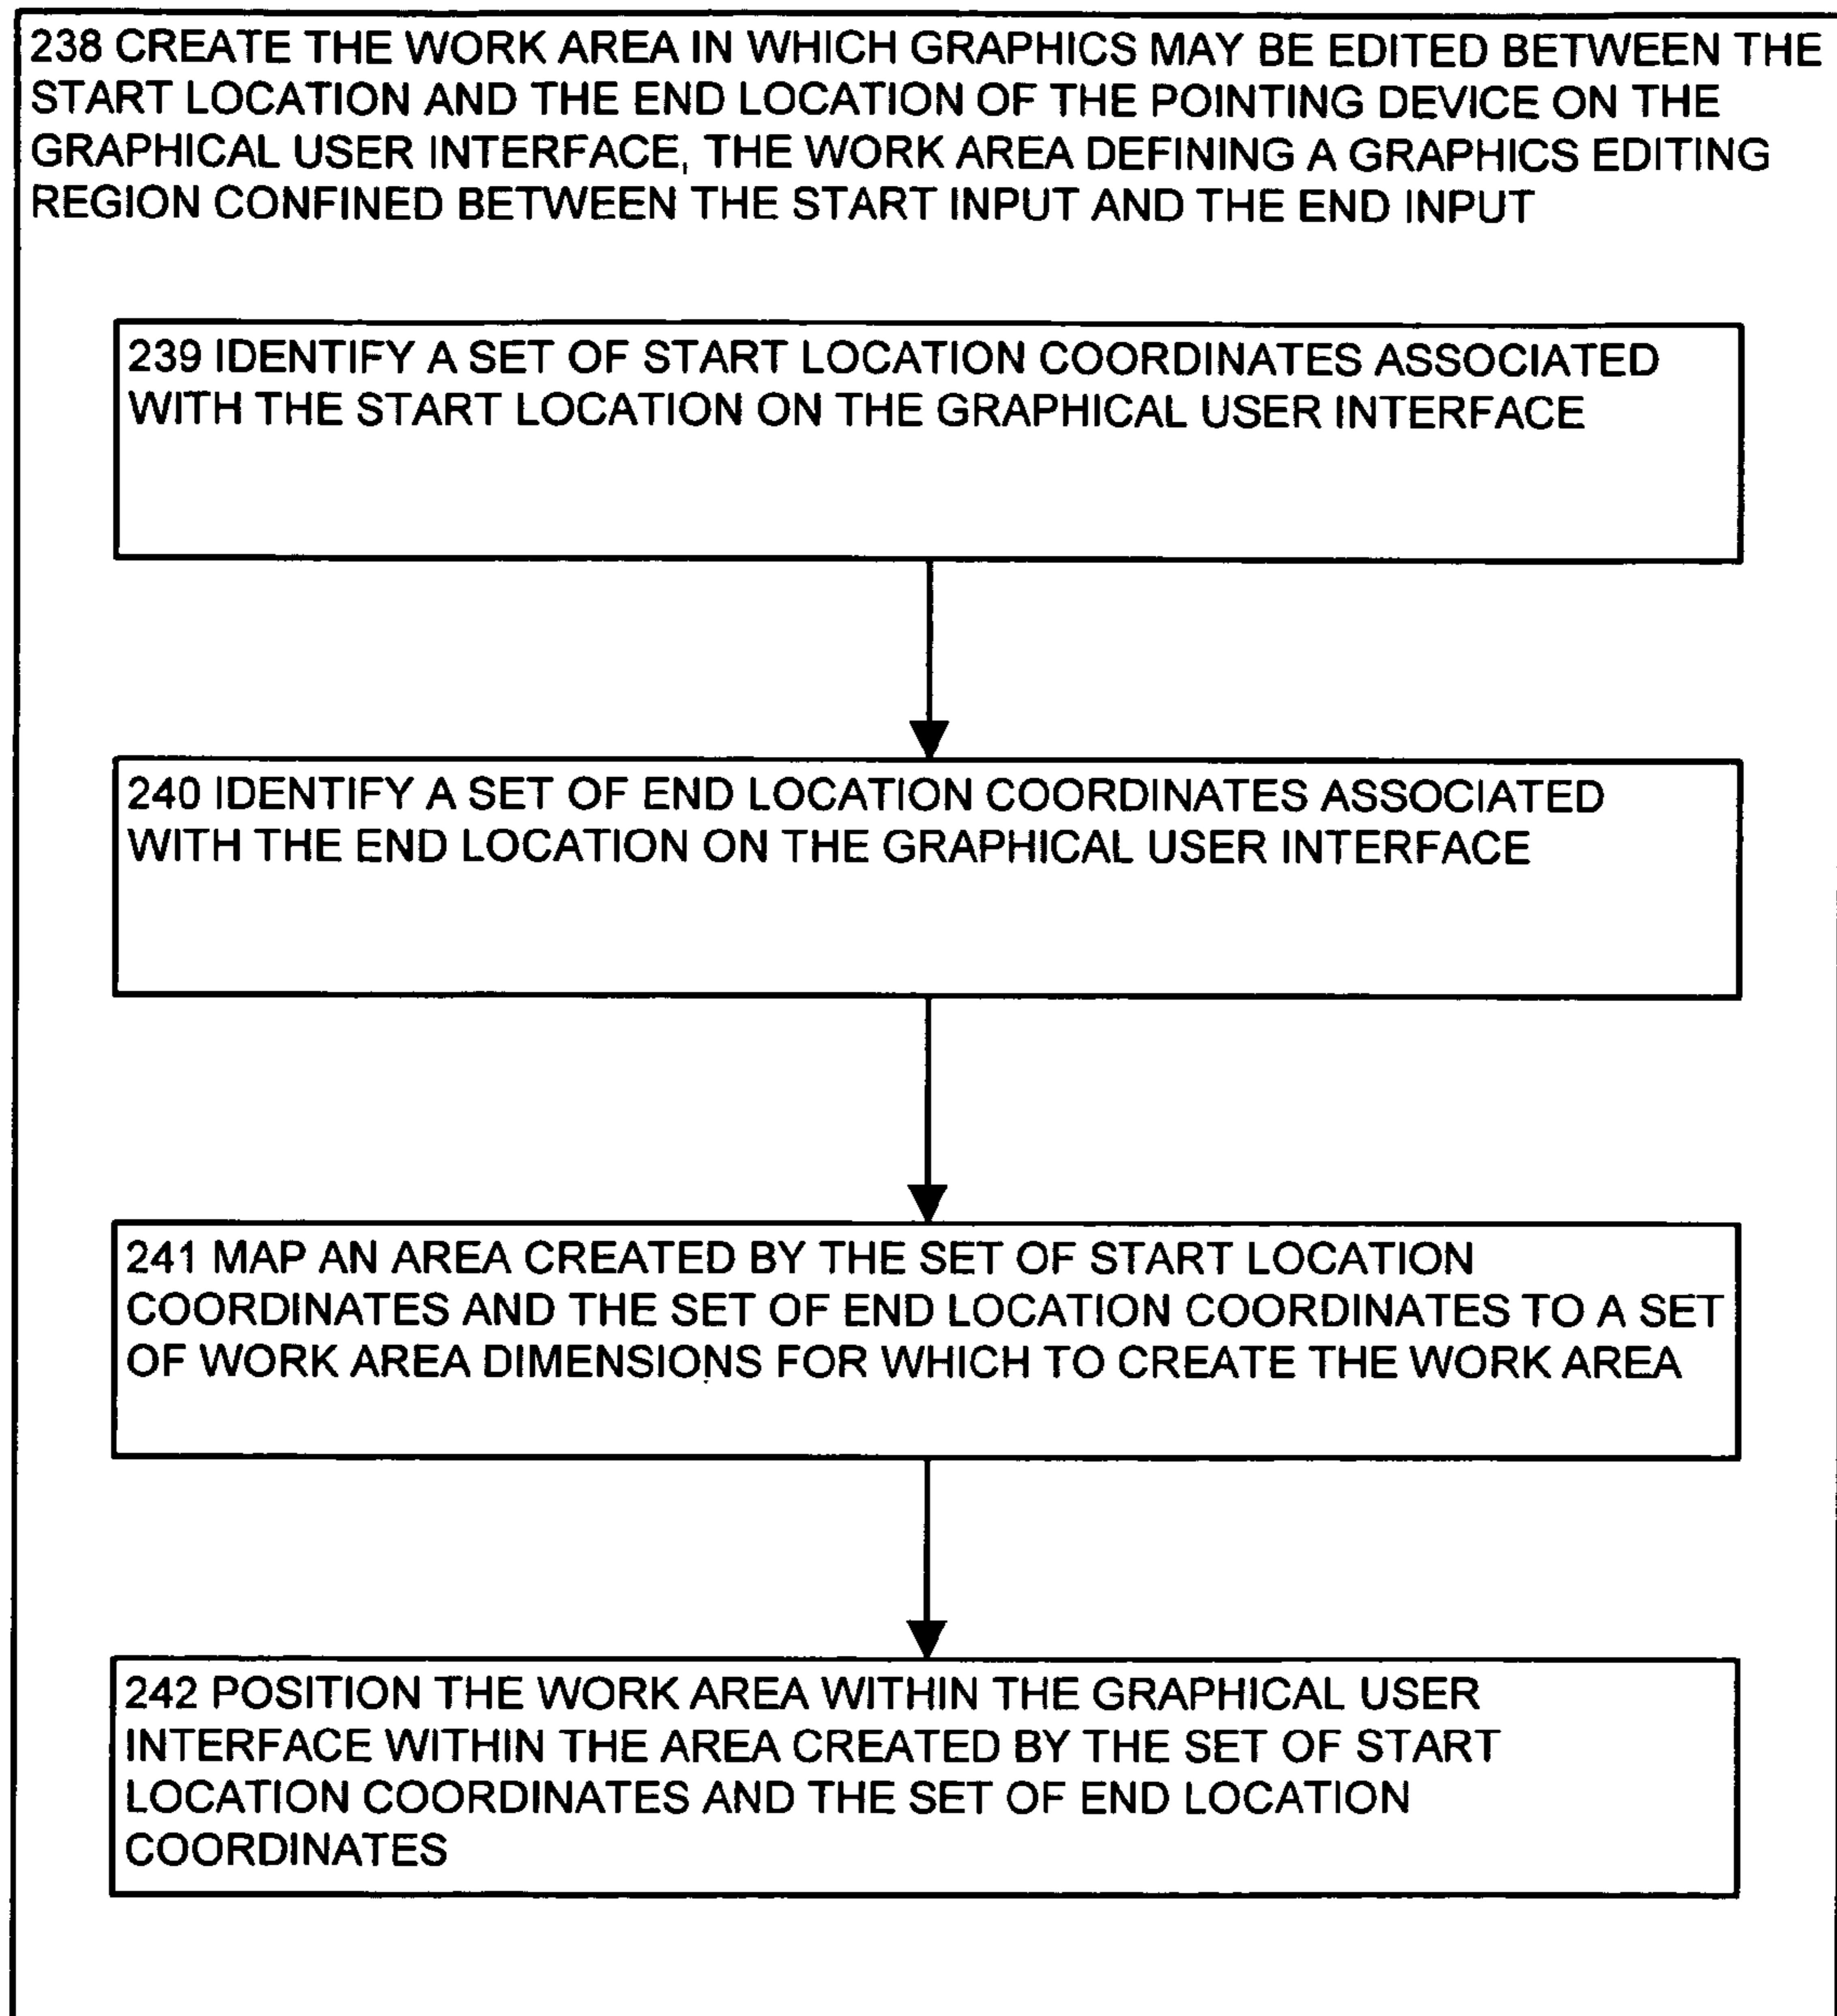 238 CREATE THE WORK AREA IN WHICH GRAPHICS MAY BE EDITED BETWEEN THE
START LOCATION AND THE END LOCATION OF THE POINTING DEVICE ON THE
GRAPHICAL USER INTERFACE, THE WORK AREA DEFINING A GRAPHICS EDITING
REGION CONFINED BETWEEN THE START INPUT AND THE END INPUT
239 IDENTIFY A SET OF START LOCATION COORDINATES ASSOCIATED
WITH THE START LOCATION ON THE GRAPHICAL USER INTERFACE
240 IDENTIFY A SET OF END LOCATION COORDINATES ASSOCIATED
WITH THE END LOCATION ON THE GRAPHICAL USER INTERFACE
241 MAP AN AREA CREATED BY THE SET OF START LOCATION
COORDINATES AND THE SET OF END LOCATION COORDINATES TO A SET
OF WORK AREA DIMENSIONS FOR WHICH TO CREATE THE WORK AREA
242 POSITION THE WORK AREA WITHIN THE GRAPHICAL USER
INTERFACE WITHIN THE AREA CREATED BY THE SET OF START
LOCATION COORDINATES AND THE SET OF END LOCATION
COORDINATES